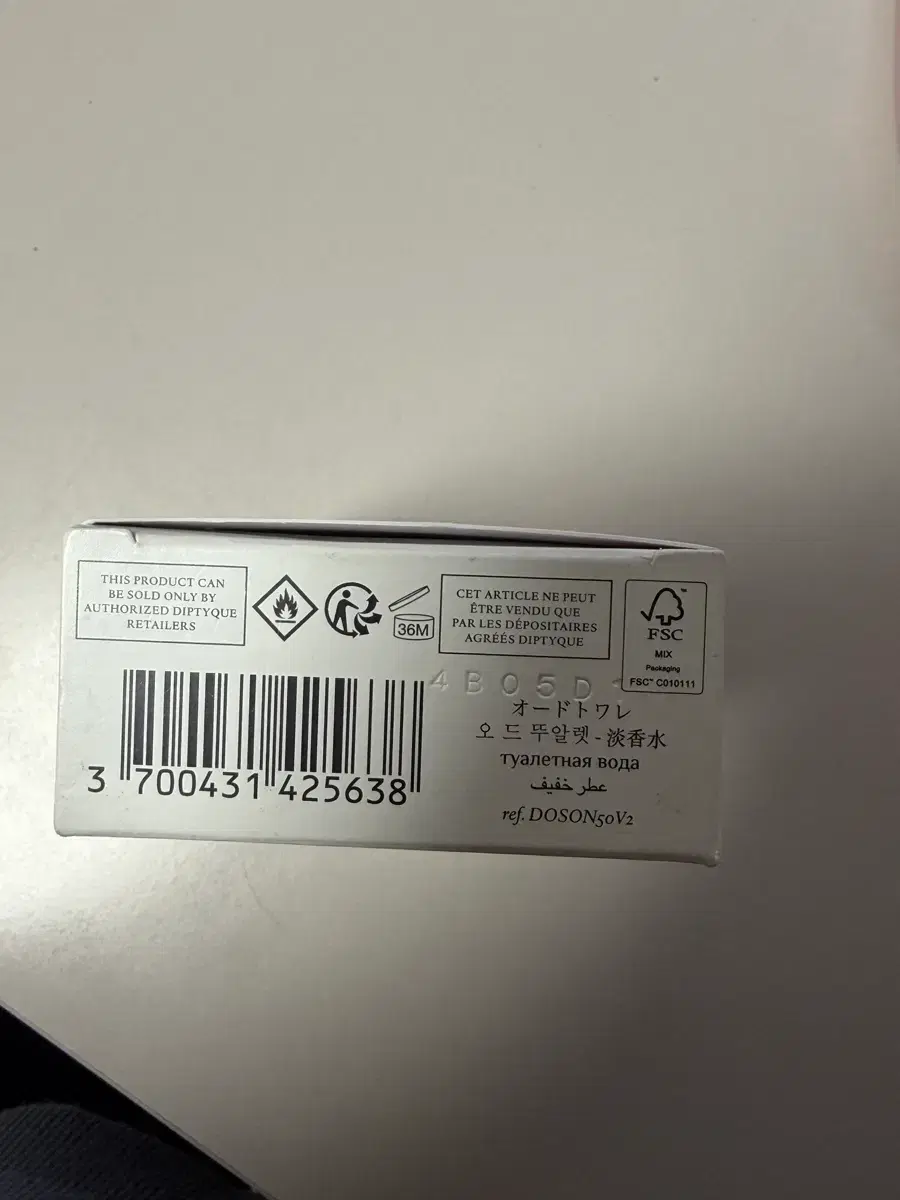 THIS PRODUCT CAN
BE SOLD ONLY BY
AUTHORIZED DIPTYQUE
RETAILERS
36M
CET ARTICLE NE PEUT
ÊTRE VENDU QUE
PAR LES DÉPOSITAIRES
AGRÉÉS DIPTYQUE
FSC™
MIX
Packaging
FSC™ C010111
4B05D
3 700431 425638
オードトワレ
오 드 뚜알렛 - 淡香水
туалетная вода
عطر خفيف
ref. DOSON50V2